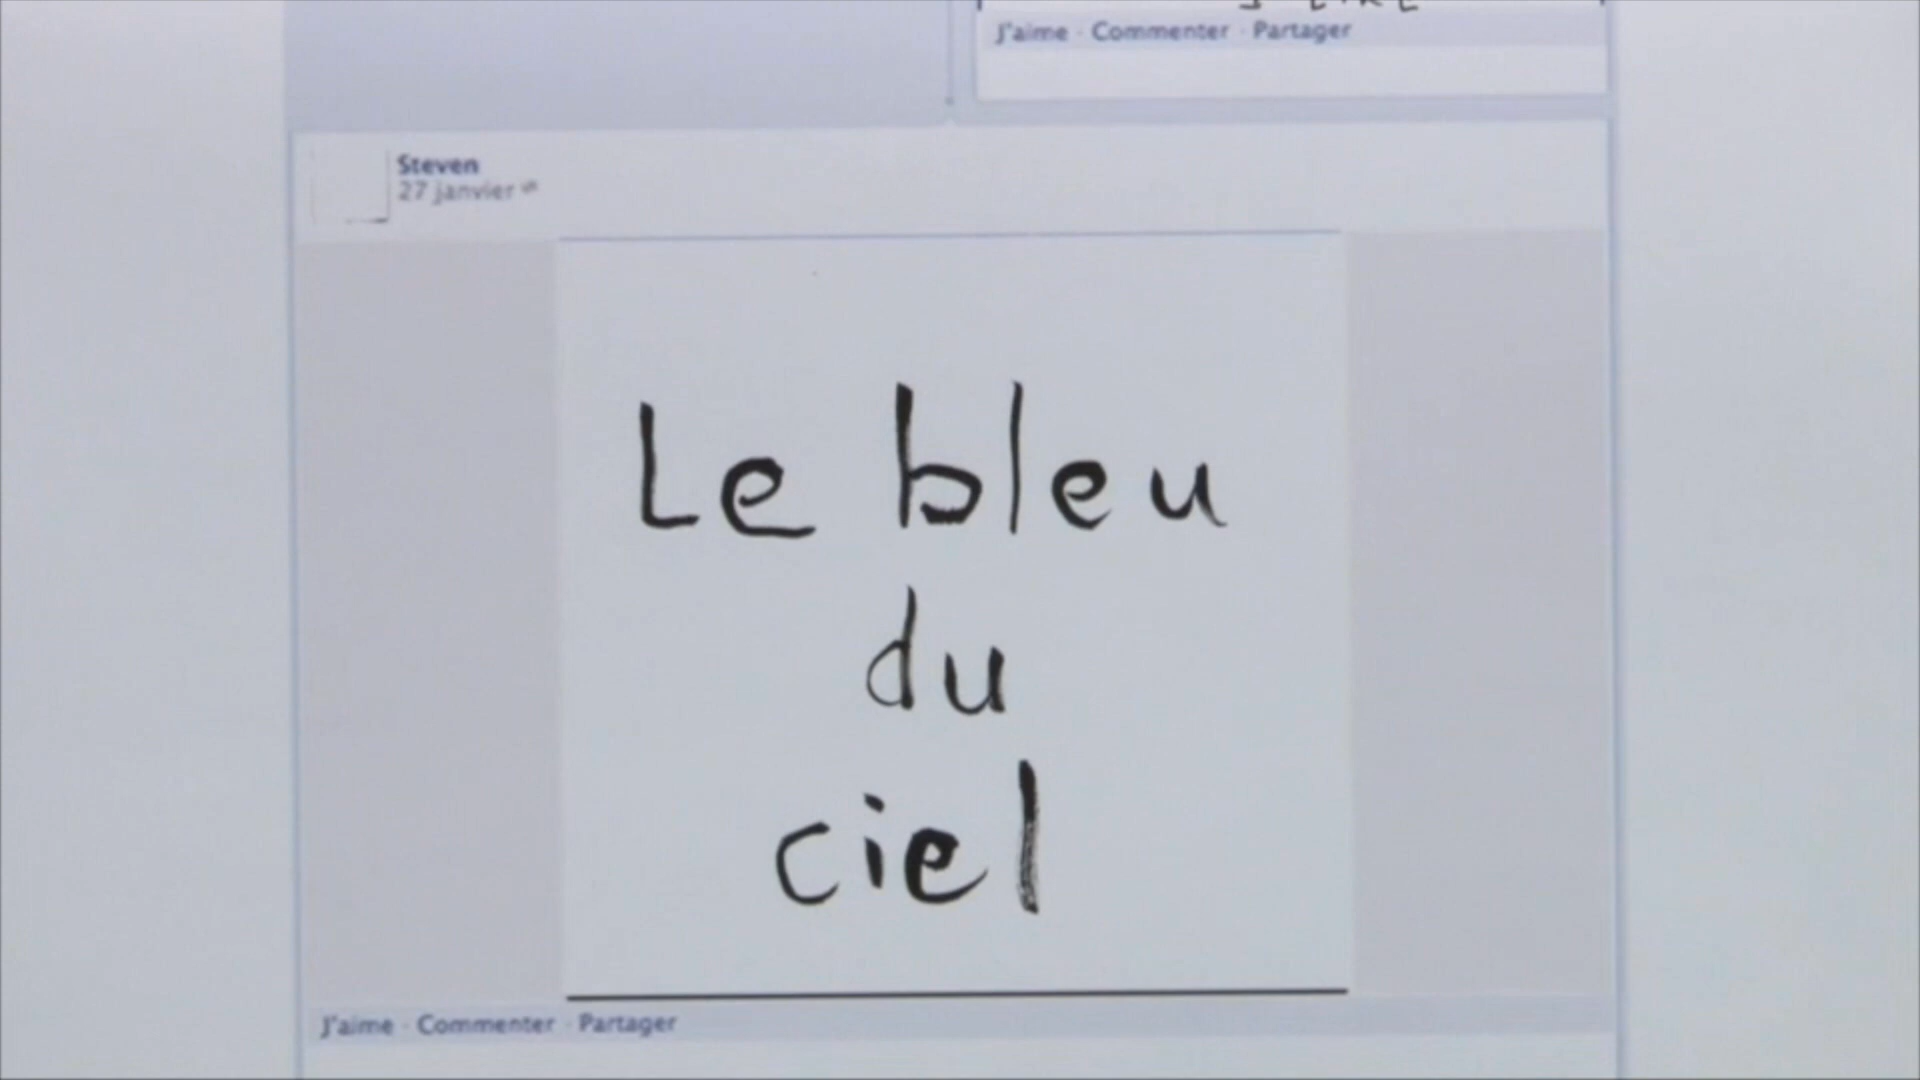 J'aime · Commenter · Partager
Steven
27 janvier
Le bleu
du
ciel
J'aime · Commenter · Partager